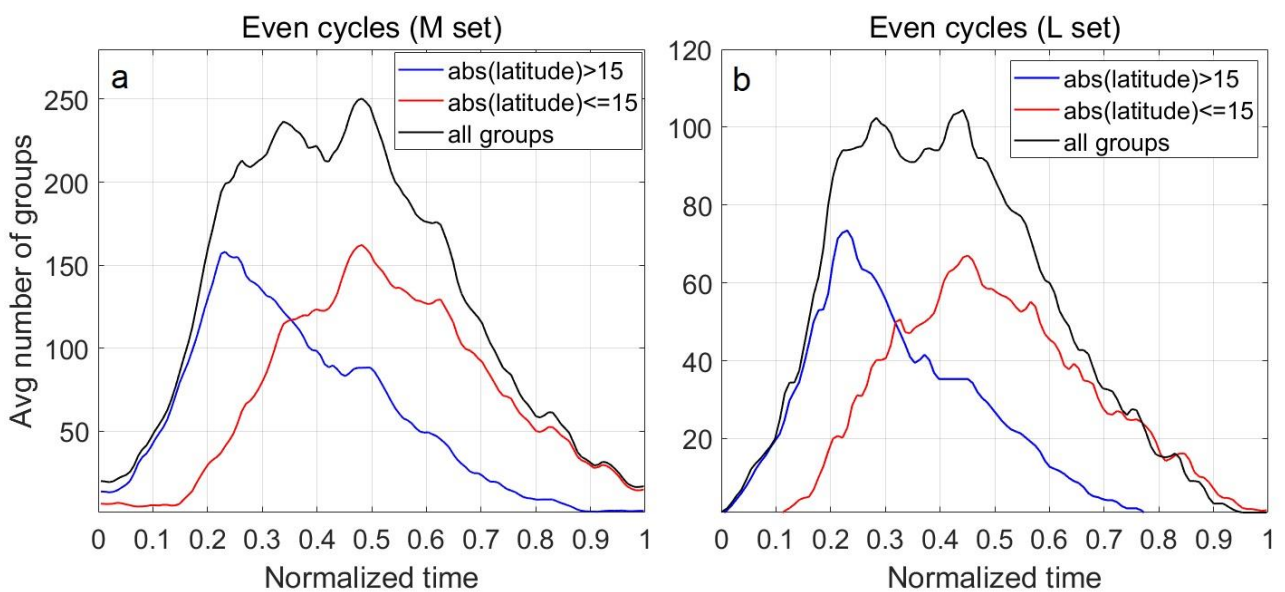 Even cycles (M set)
a
abs(latitude)>15
abs(latitude)<=15
all groups
Avg number of groups
250
200
150
100
50
0 0.1 0.2 0.3 0.4 0.5 0.6 0.7 0.8 0.9 1
Normalized time
Even cycles (L set)
b
abs(latitude)>15
abs(latitude)<=15
all groups
120
100
80
60
40
20
0 0.1 0.2 0.3 0.4 0.5 0.6 0.7 0.8 0.9 1
Normalized time